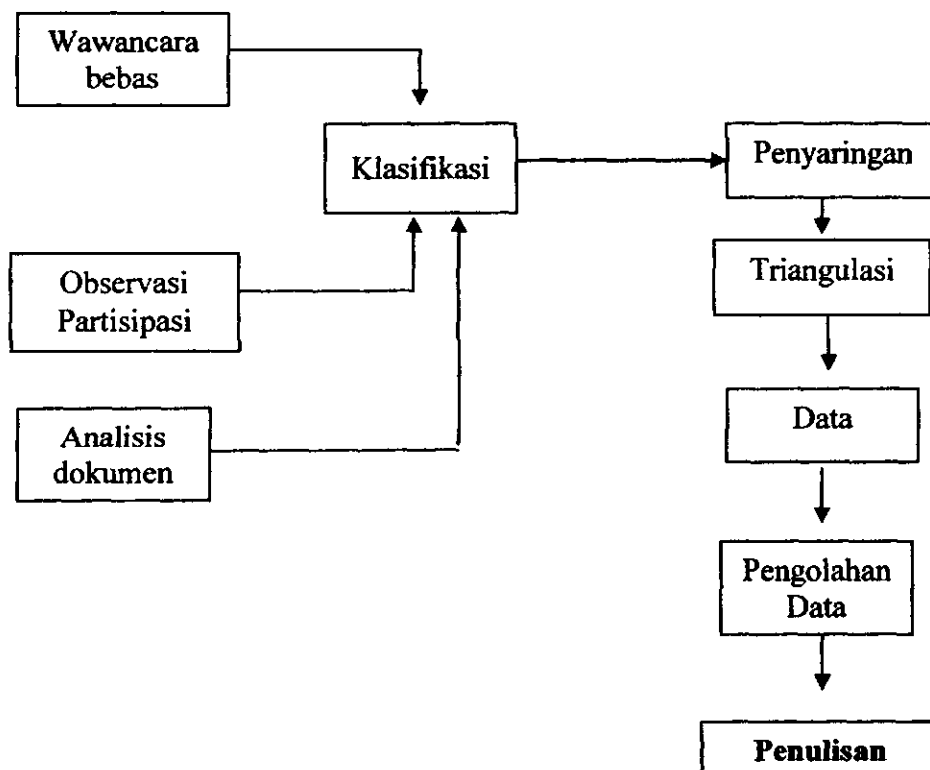 Wawancara
bebas
Klasifikasi
Penyaringan
Observasi
Partisipasi
Triangulasi
Analisis
dokumen
Data
Pengolahan
Data
Penulisan